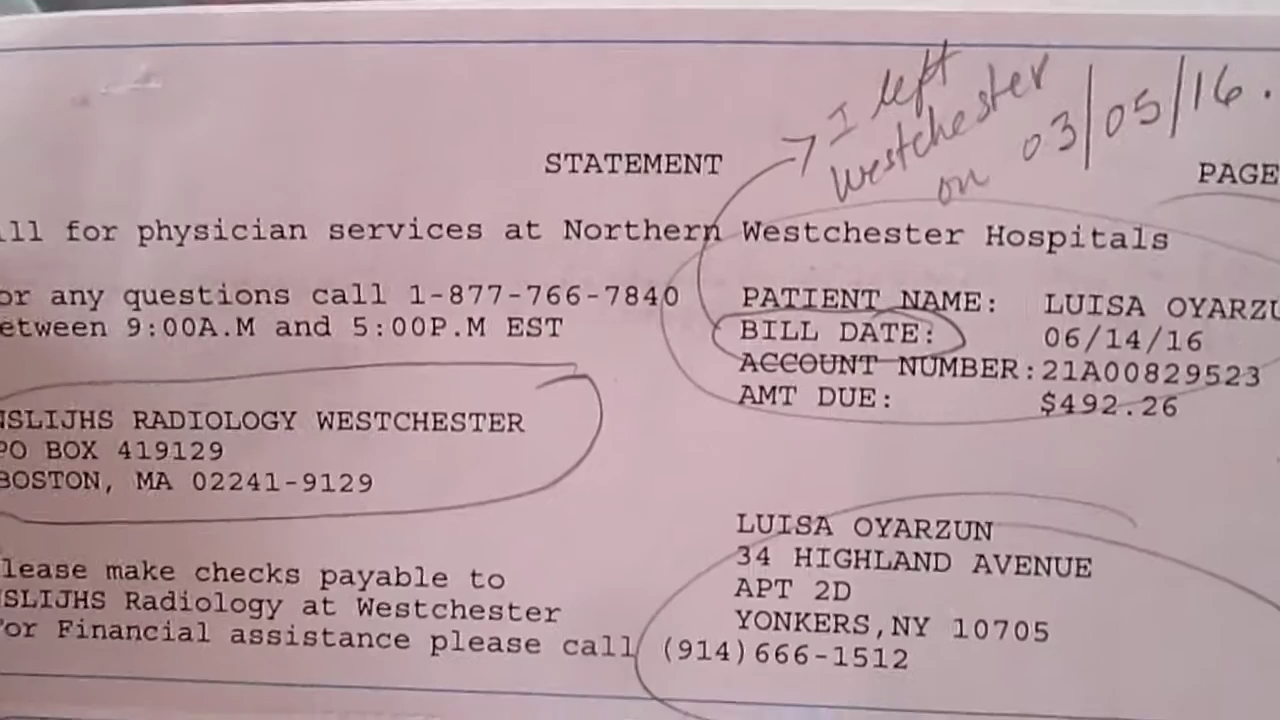 I left
westchester
on 03/05/16.
STATEMENT
PAGE
ill for physician services at Northern Westchester Hospitals
or any questions call 1-877-766-7840
etween 9:00A.M and 5:00P.M EST
PATIENT NAME: LUISA OYARZU
BILL DATE: 06/14/16
ACCOUNT NUMBER:21A00829523
AMT DUE: $492.26
NSLIJHS RADIOLOGY WESTCHESTER
PO BOX 419129
BOSTON, MA 02241-9129
LUISA OYARZUN
34 HIGHLAND AVENUE
APT 2D
YONKERS,NY 10705
lease make checks payable to
SLIJHS Radiology at Westchester
For Financial assistance please call (914)666-1512